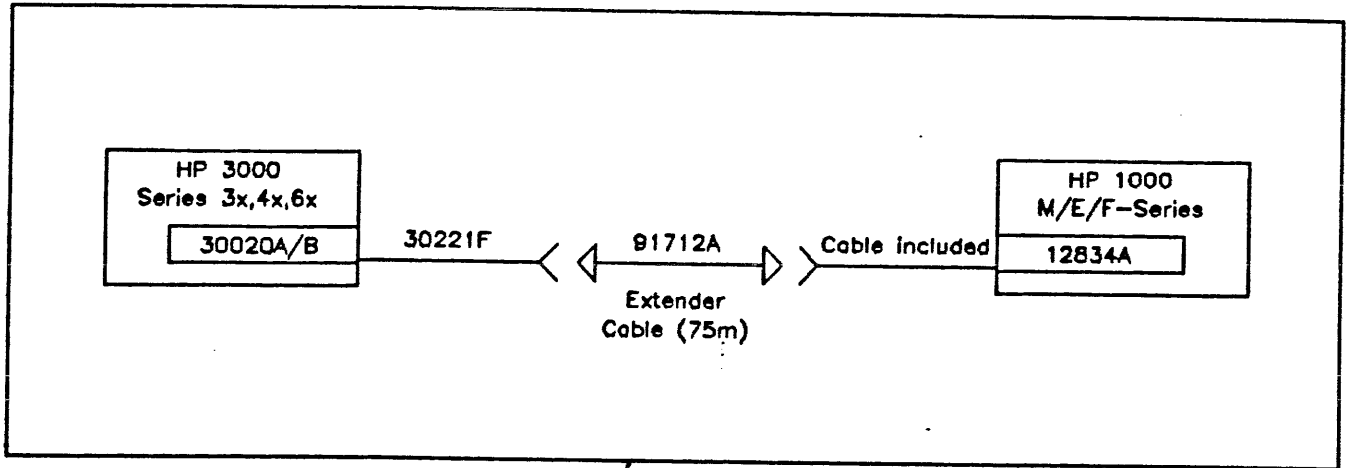 HP 3000
Series 3x,4x,6x
30020A/B
30221F
91712A
Extender
Cable (75m)
Cable included
HP 1000
M/E/F-Series
12834A